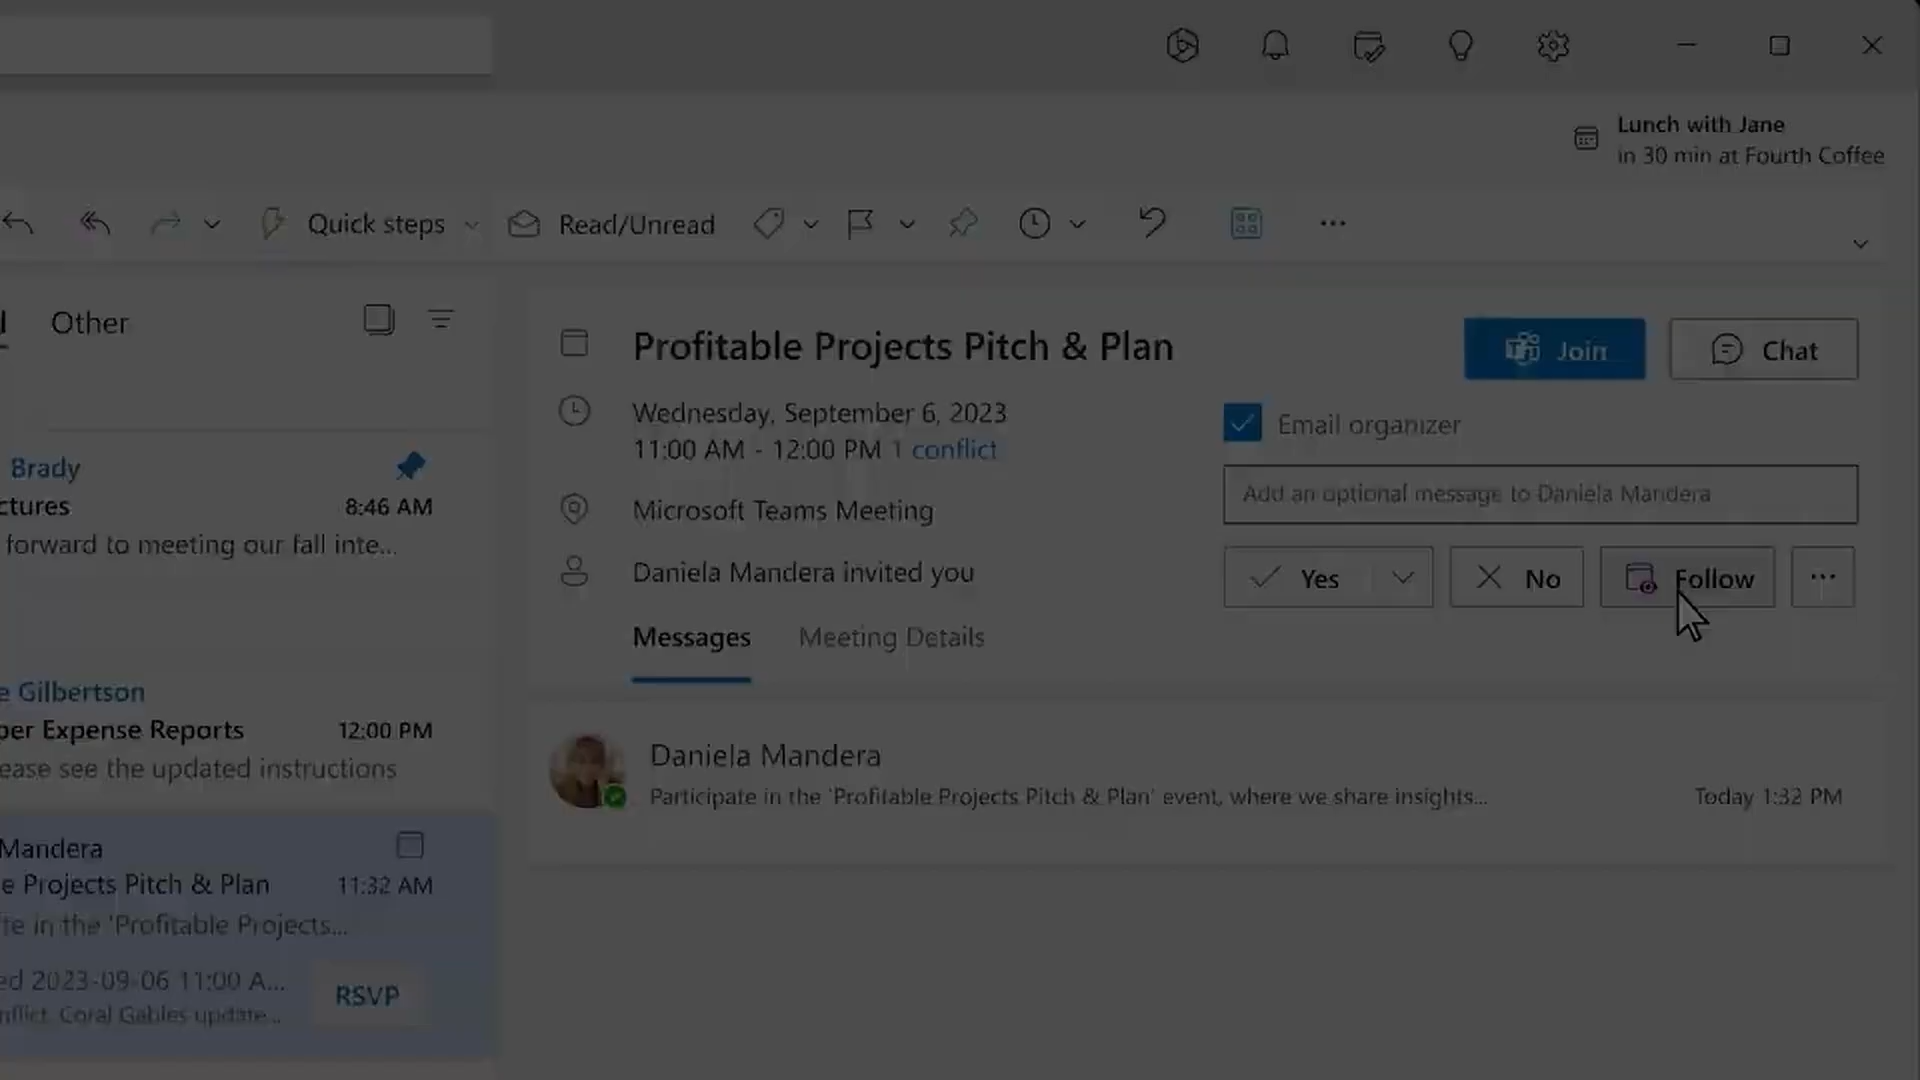 Lunch with Jane
in 30 min at Fourth Coffee
Quick steps
Read/Unread
Other
Brady
ctures
8:46 AM
forward to meeting our fall inte...
e Gilbertson
per Expense Reports
12:00 PM
ease see the updated instructions
Mandera
e Projects Pitch & Plan
11:32 AM
te in the 'Profitable Projects...
ed 2023-09-06 11:00 A...
nflict, Coral Gables update...
RSVP
Profitable Projects Pitch & Plan
Join
Chat
Wednesday, September 6, 2023
11:00 AM - 12:00 PM 1 conflict
Microsoft Teams Meeting
Daniela Mandera invited you
Email organizer
Add an optional message to Daniela Mandera
Yes
No
Follow
Messages
Meeting Details
Daniela Mandera
Participate in the 'Profitable Projects Pitch & Plan' event, where we share insights...
Today 1:32 PM